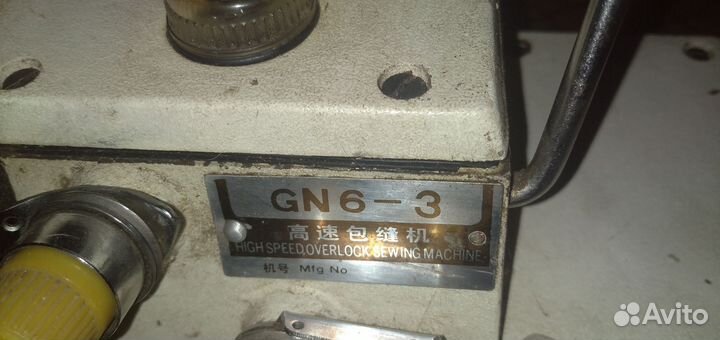 GN6-3
高速包缝机
HIGH SPEED OVERLOCK SEWING MACHINE
机号 Mfg No
Avito